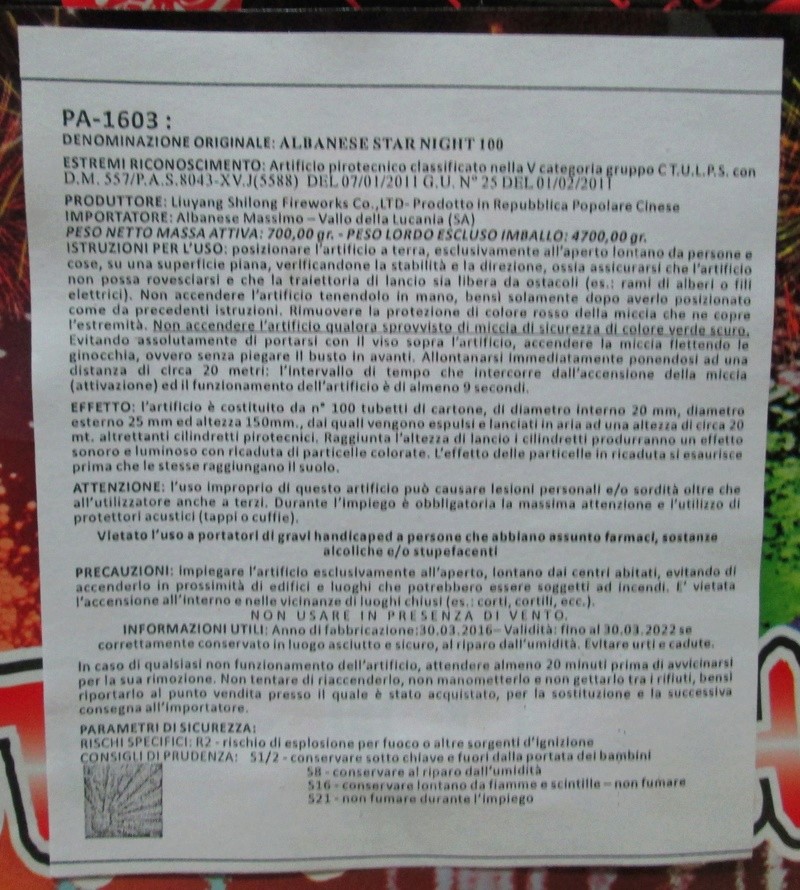 PA-1603 :
DENOMINAZIONE ORIGINALE: ALBANESE STAR NIGHT 100
ESTREMI RICONOSCIMENTO: Artificio pirotecnico classificato nella V categoria gruppo C T.U.L.P.S. con
D.M. 557/P.A.S.8043-XV.J(5588) DEL 07/01/2011 G.U. N° 25 DEL 01/02/2011
PRODUTTORE: Liuyang Shilong Fireworks Co.,LTD- Prodotto in Repubblica Popolare Cinese
IMPORTATORE: Albanese Massimo – Vallo della Lucania (SA)
PESO NETTO MASSA ATTIVA: 700,00 gr. - PESO LORDO ESCLUSO IMBALLO: 4700,00 gr.
ISTRUZIONI PER L'USO: posizionare l'artificio a terra, esclusivamente all'aperto lontano da persone e
cose, su una superficie piana, verificandone la stabilità e la direzione, ossia assicurarsi che l'artificio
non possa rovesciarsi e che la traiettoria di lancio sia libera da ostacoli (es.: rami di alberi o fili
elettrici). Non accendere l'artificio tenendolo in mano, bensì solamente dopo averlo posizionato
come da precedenti istruzioni. Rimuovere la protezione di colore rosso della miccia che ne copre
l'estremità. Non accendere l'artificio qualora sprovvisto di miccia di sicurezza di colore verde scuro.
Evitando assolutamente di portarsi con il viso sopra l'artificio, accendere la miccia flettendo le
ginocchia, ovvero senza piegare il busto in avanti. Allontanarsi immediatamente ponendosi ad una
distanza di circa 20 metri: l'intervallo di tempo che intercorre dall'accensione della miccia
(attivazione) ed il funzionamento dell'artificio è di almeno 9 secondi.
EFFETTO: l'artificio è costituito da n° 100 tubetti di cartone, di diametro interno 20 mm, diametro
esterno 25 mm ed altezza 150mm., dai quali vengono espulsi e lanciati in aria ad una altezza di circa 20
mt. altrettanti cilindretti pirotecnici. Raggiunta l'altezza di lancio i cilindretti produrranno un effetto
sonoro e luminoso con ricaduta di particelle colorate. L'effetto delle particelle in ricaduta si esaurisce
prima che le stesse raggiungano il suolo.
ATTENZIONE: l'uso improprio di questo artificio può causare lesioni personali e/o sordità oltre che
all'utilizzatore anche a terzi. Durante l'impiego è obbligatoria la massima attenzione e l'utilizzo di
protettori acustici (tappi o cuffie).
Vietato l'uso a portatori di gravi handicap ed a persone che abbiano assunto farmaci, sostanze
alcoliche e/o stupefacenti
PRECAUZIONI: impiegare l'artificio esclusivamente all'aperto, lontano dai centri abitati, evitando di
accenderlo in prossimità di edifici e luoghi che potrebbero essere soggetti ad incendi. E' vietata
l'accensione all'interno e nelle vicinanze di luoghi chiusi (es.: corti, cortili, ecc.).
NON USARE IN PRESENZA DI VENTO.
INFORMAZIONI UTILI: Anno di fabbricazione:30.03.2016– Validità: fino al 30.03.2022 se
correttamente conservato in luogo asciutto e sicuro, al riparo dall'umidità. Evitare urti e cadute.
In caso di qualsiasi non funzionamento dell'artificio, attendere almeno 20 minuti prima di avvicinarsi
per la sua rimozione. Non tentare di riaccenderlo, non manometterlo e non gettarlo tra i rifiuti, bensì
riportarlo al punto vendita presso il quale è stato acquistato, per la sostituzione e la successiva
consegna all'importatore.
PARAMETRI DI SICUREZZA:
RISCHI SPECIFICI: R2 - rischio di esplosione per fuoco o altre sorgenti d'ignizione
CONSIGLI DI PRUDENZA: S1/2 - conservare sotto chiave e fuori dalla portata dei bambini
S8 - conservare al riparo dall'umidità
S16 - conservare lontano da fiamme e scintille – non fumare
S21 - non fumare durante l'impiego